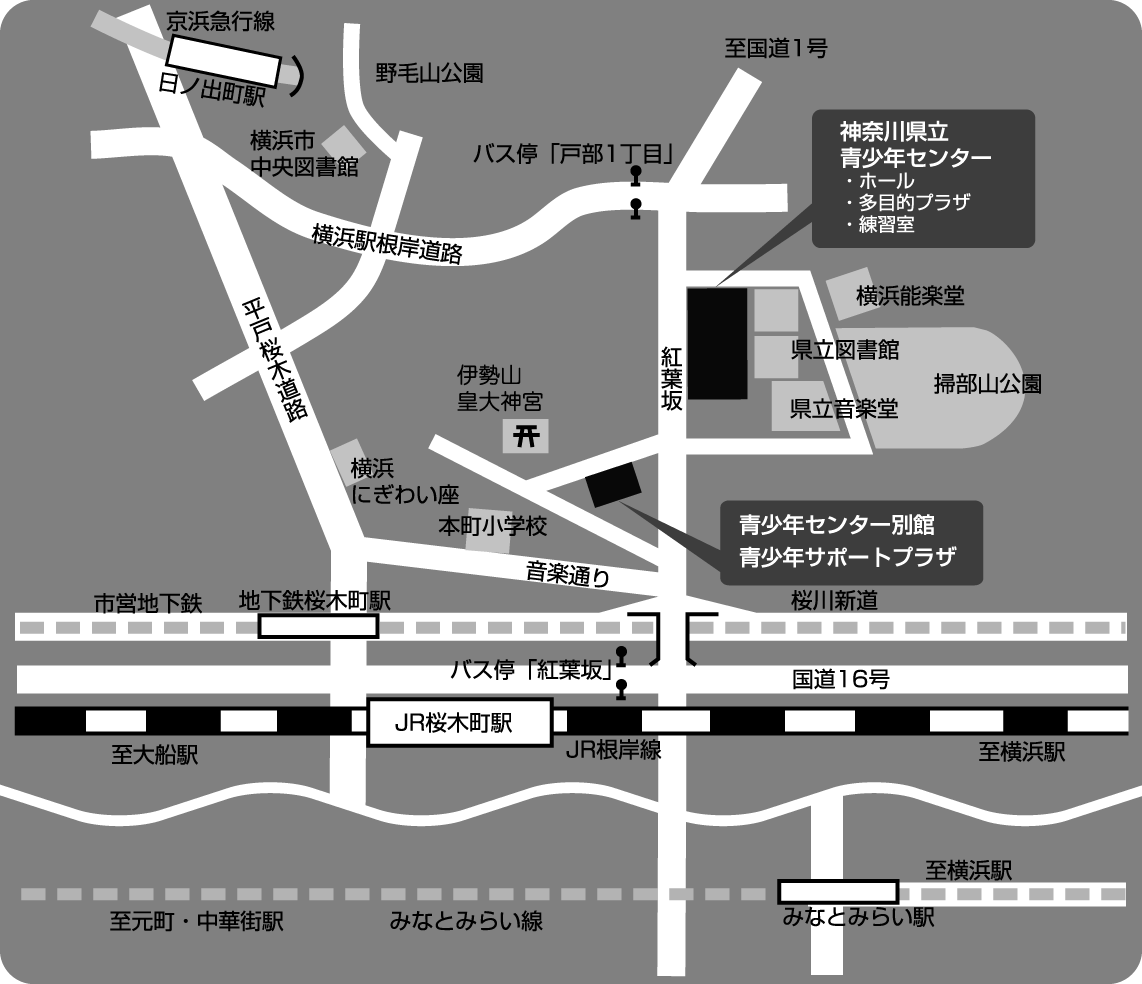 京浜急行線
日ノ出町駅
野毛山公園
至国道1号
横浜市
中央図書館
バス停「戸部1丁目」
神奈川県立
青少年センター
・ホール
・多目的プラザ
・練習室
横浜駅根岸道路
横浜能楽堂
平戸桜木道路
紅葉坂
県立図書館
伊勢山
皇大神宮
掃部山公園
県立音楽堂
横浜
にぎわい座
本町小学校
青少年センター別館
青少年サポートプラザ
音楽通り
市営地下鉄
地下鉄桜木町駅
桜川新道
バス停「紅葉坂」
国道16号
JR桜木町駅
至大船駅
JR根岸線
至横浜駅
至横浜駅
至元町・中華街駅
みなとみらい線
みなとみらい駅